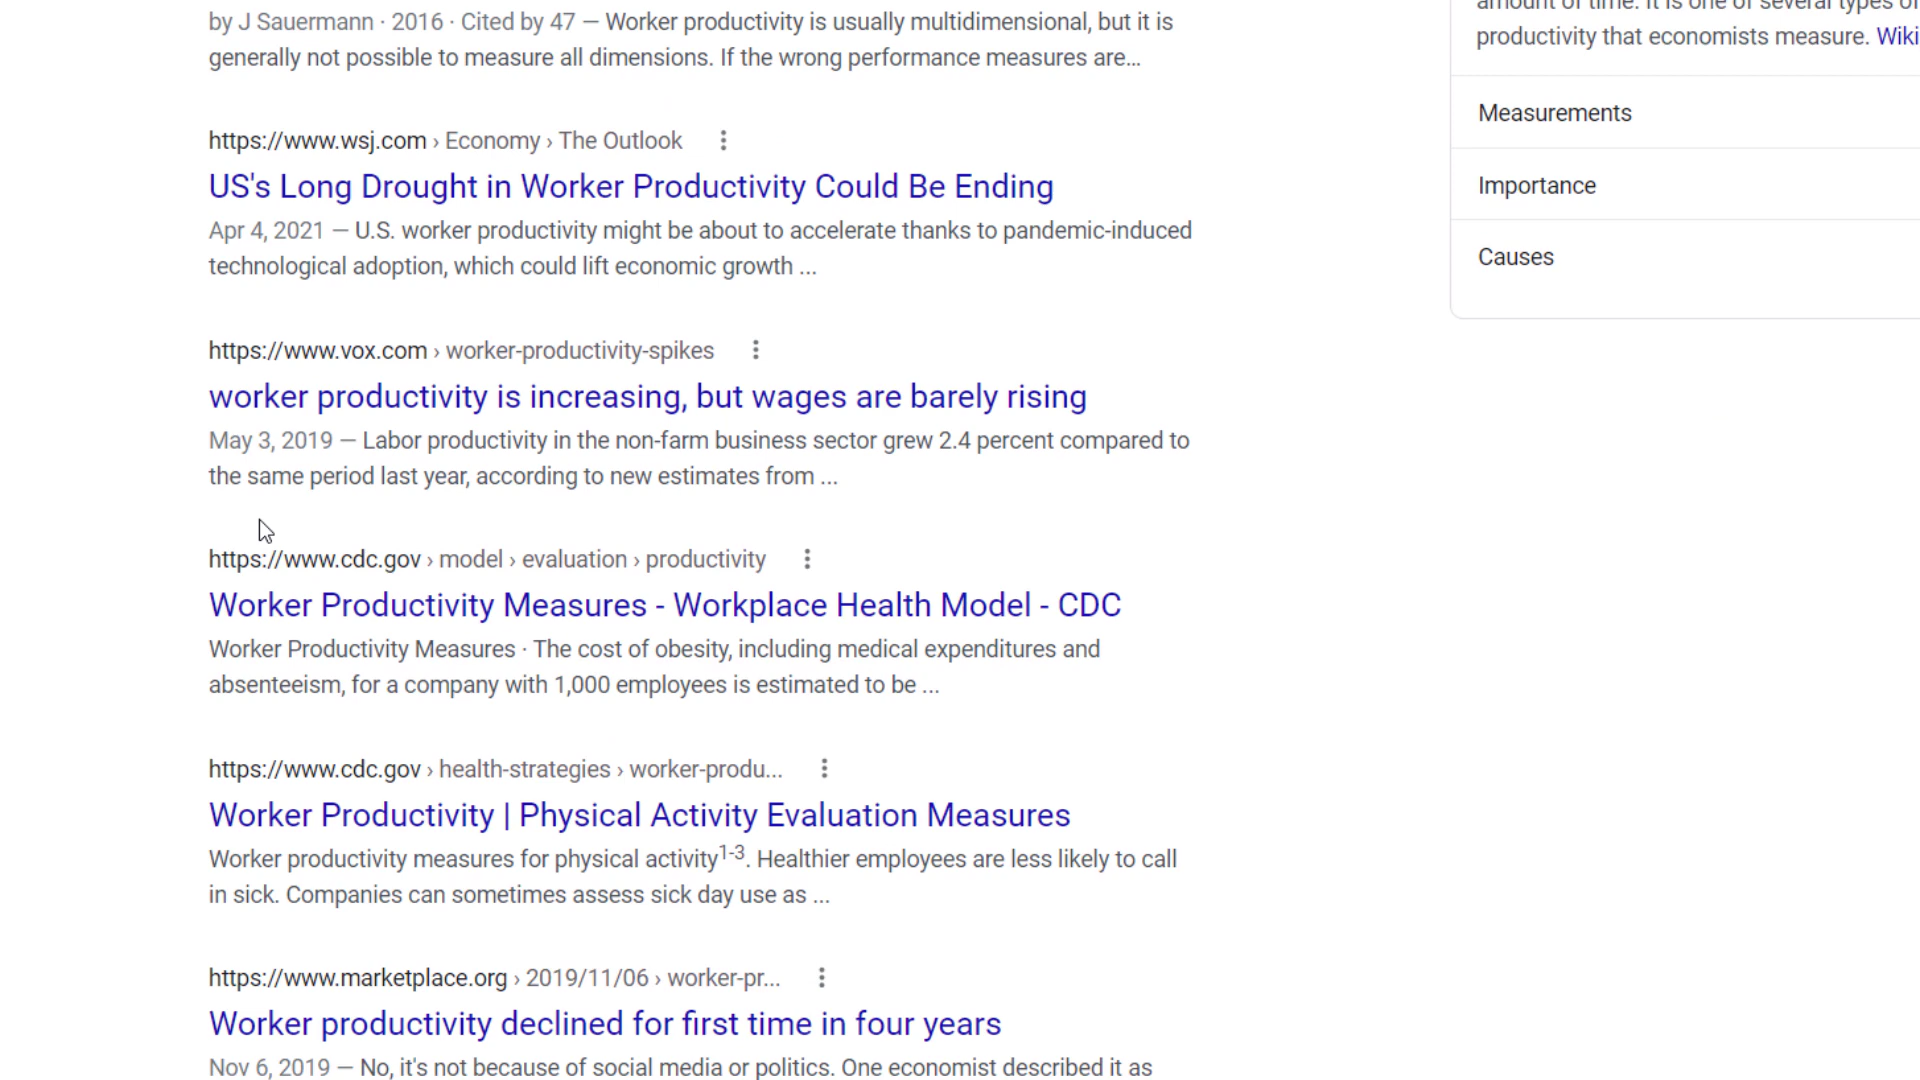 by J Sauermann · 2016 · Cited by 47 — Worker productivity is usually multidimensional, but it is
generally not possible to measure all dimensions. If the wrong performance measures are...
https://www.wsj.com › Economy › The Outlook
US's Long Drought in Worker Productivity Could Be Ending
Apr 4, 2021 — U.S. worker productivity might be about to accelerate thanks to pandemic-induced
technological adoption, which could lift economic growth ...
https://www.vox.com › worker-productivity-spikes
worker productivity is increasing, but wages are barely rising
May 3, 2019 — Labor productivity in the non-farm business sector grew 2.4 percent compared to
the same period last year, according to new estimates from ...
https://www.cdc.gov › model › evaluation › productivity
Worker Productivity Measures - Workplace Health Model - CDC
Worker Productivity Measures · The cost of obesity, including medical expenditures and
absenteeism, for a company with 1,000 employees is estimated to be ...
https://www.cdc.gov › health-strategies › worker-produ...
Worker Productivity | Physical Activity Evaluation Measures
Worker productivity measures for physical activity1-3. Healthier employees are less likely to call
in sick. Companies can sometimes assess sick day use as ...
https://www.marketplace.org › 2019/11/06 › worker-pr...
Worker productivity declined for first time in four years
Nov 6, 2019 — No, it's not because of social media or politics. One economist described it as
amount of time. It is one of several types of
productivity that economists measure. Wiki
Measurements
Importance
Causes